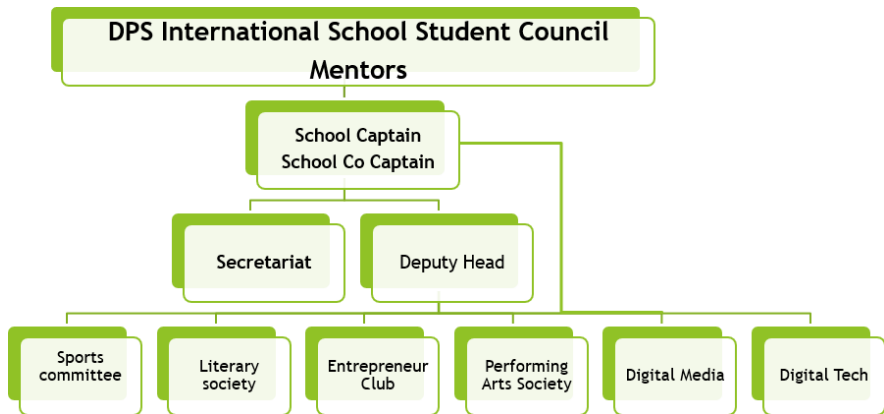 DPS International School Student Council
Mentors
School Captain
School Co Captain
Secretariat
Deputy Head
Sports
committee
Literary
society
Entrepreneur
Club
Performing
Arts Society
Digital Media
Digital Tech